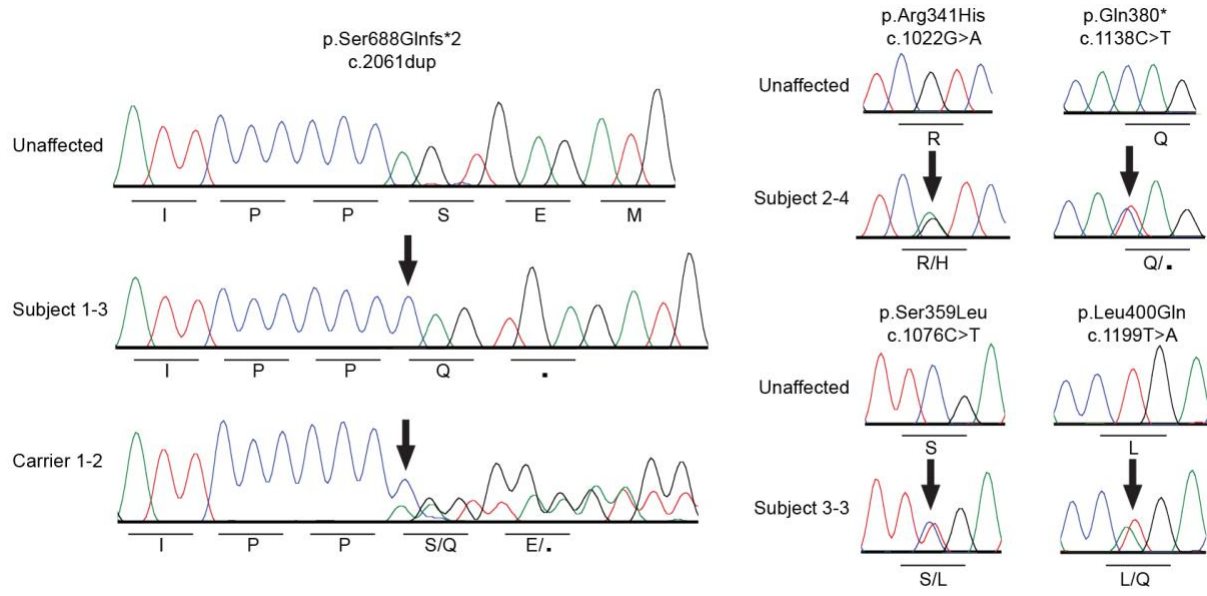 p.Ser688Glnfs*2
c.2061dup
Unaffected
I P P S E M
Subject 1-3
I P P Q .
Carrier 1-2
I P P S/Q E/.
p.Arg341His
c.1022G>A
p.Gln380*
c.1138C>T
Unaffected
R
Q
Subject 2-4
R/H
Q/.
p.Ser359Leu
c.1076C>T
p.Leu400Gln
c.1199T>A
Unaffected
S
L
Subject 3-3
S/L
L/Q